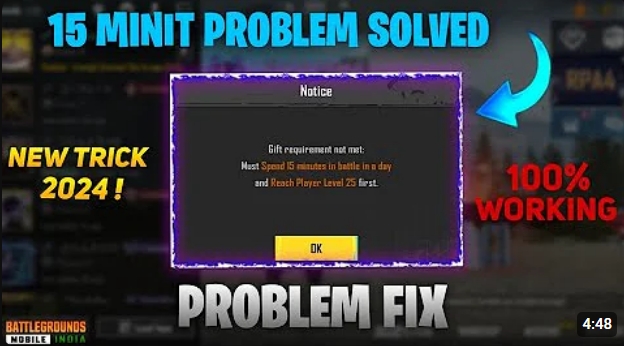 15 MINIT PROBLEM SOLVED
Notice
RPA4
Gift requirement not met:
Must Spend 15 minutes in battle in a day
and Reach Player Level 25 first.
NEW TRICK
2024 !
100%
WORKING
OK
PROBLEM FIX
BATTLEGROUNDS
MOBILE INDIA
4:48